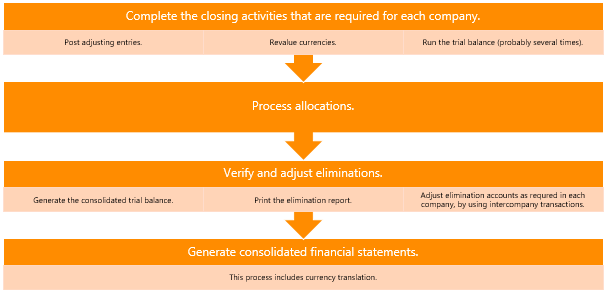 Complete the closing activities that are required for each company.
Post adjusting entries.
Revalue currencies.
Run the trial balance (probably several times).
Process allocations.
Verify and adjust eliminations.
Generate the consolidated trial balance.
Print the elimination report.
Adjust elimination accounts as requred in each
company, by using intercompany transactions.
Generate consolidated financial statements.
This process includes currency translation.